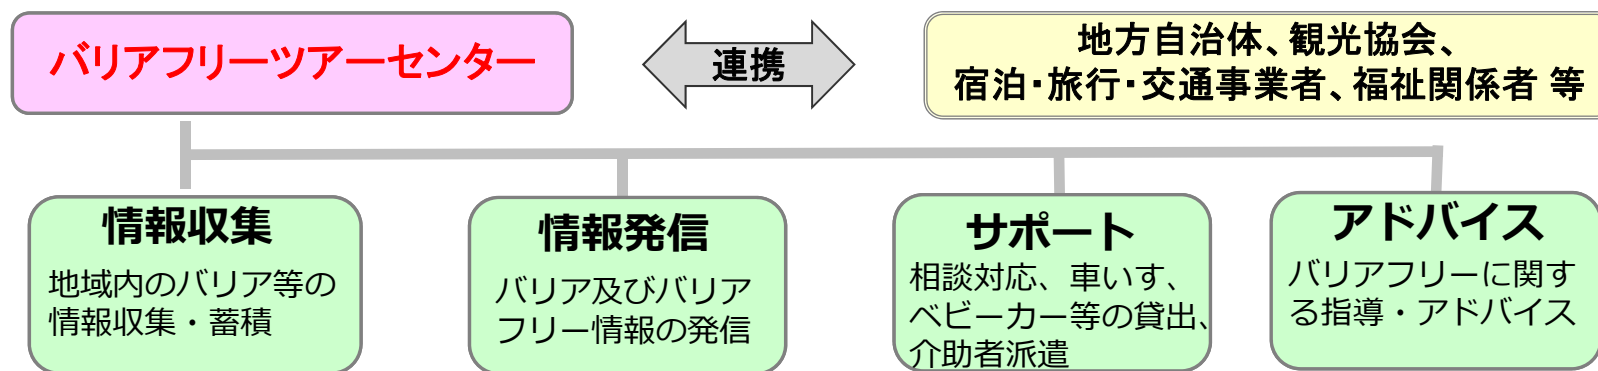 バリアフリーツアーセンター
連携
地方自治体、観光協会、
宿泊・旅行・交通事業者、福祉関係者 等
情報収集
地域内のバリア等の
情報収集・蓄積
情報発信
バリア及びバリア
フリー情報の発信
サポート
相談対応、車いす、
ベビーカー等の貸出、
介助者派遣
アドバイス
バリアフリーに関す
る指導・アドバイス